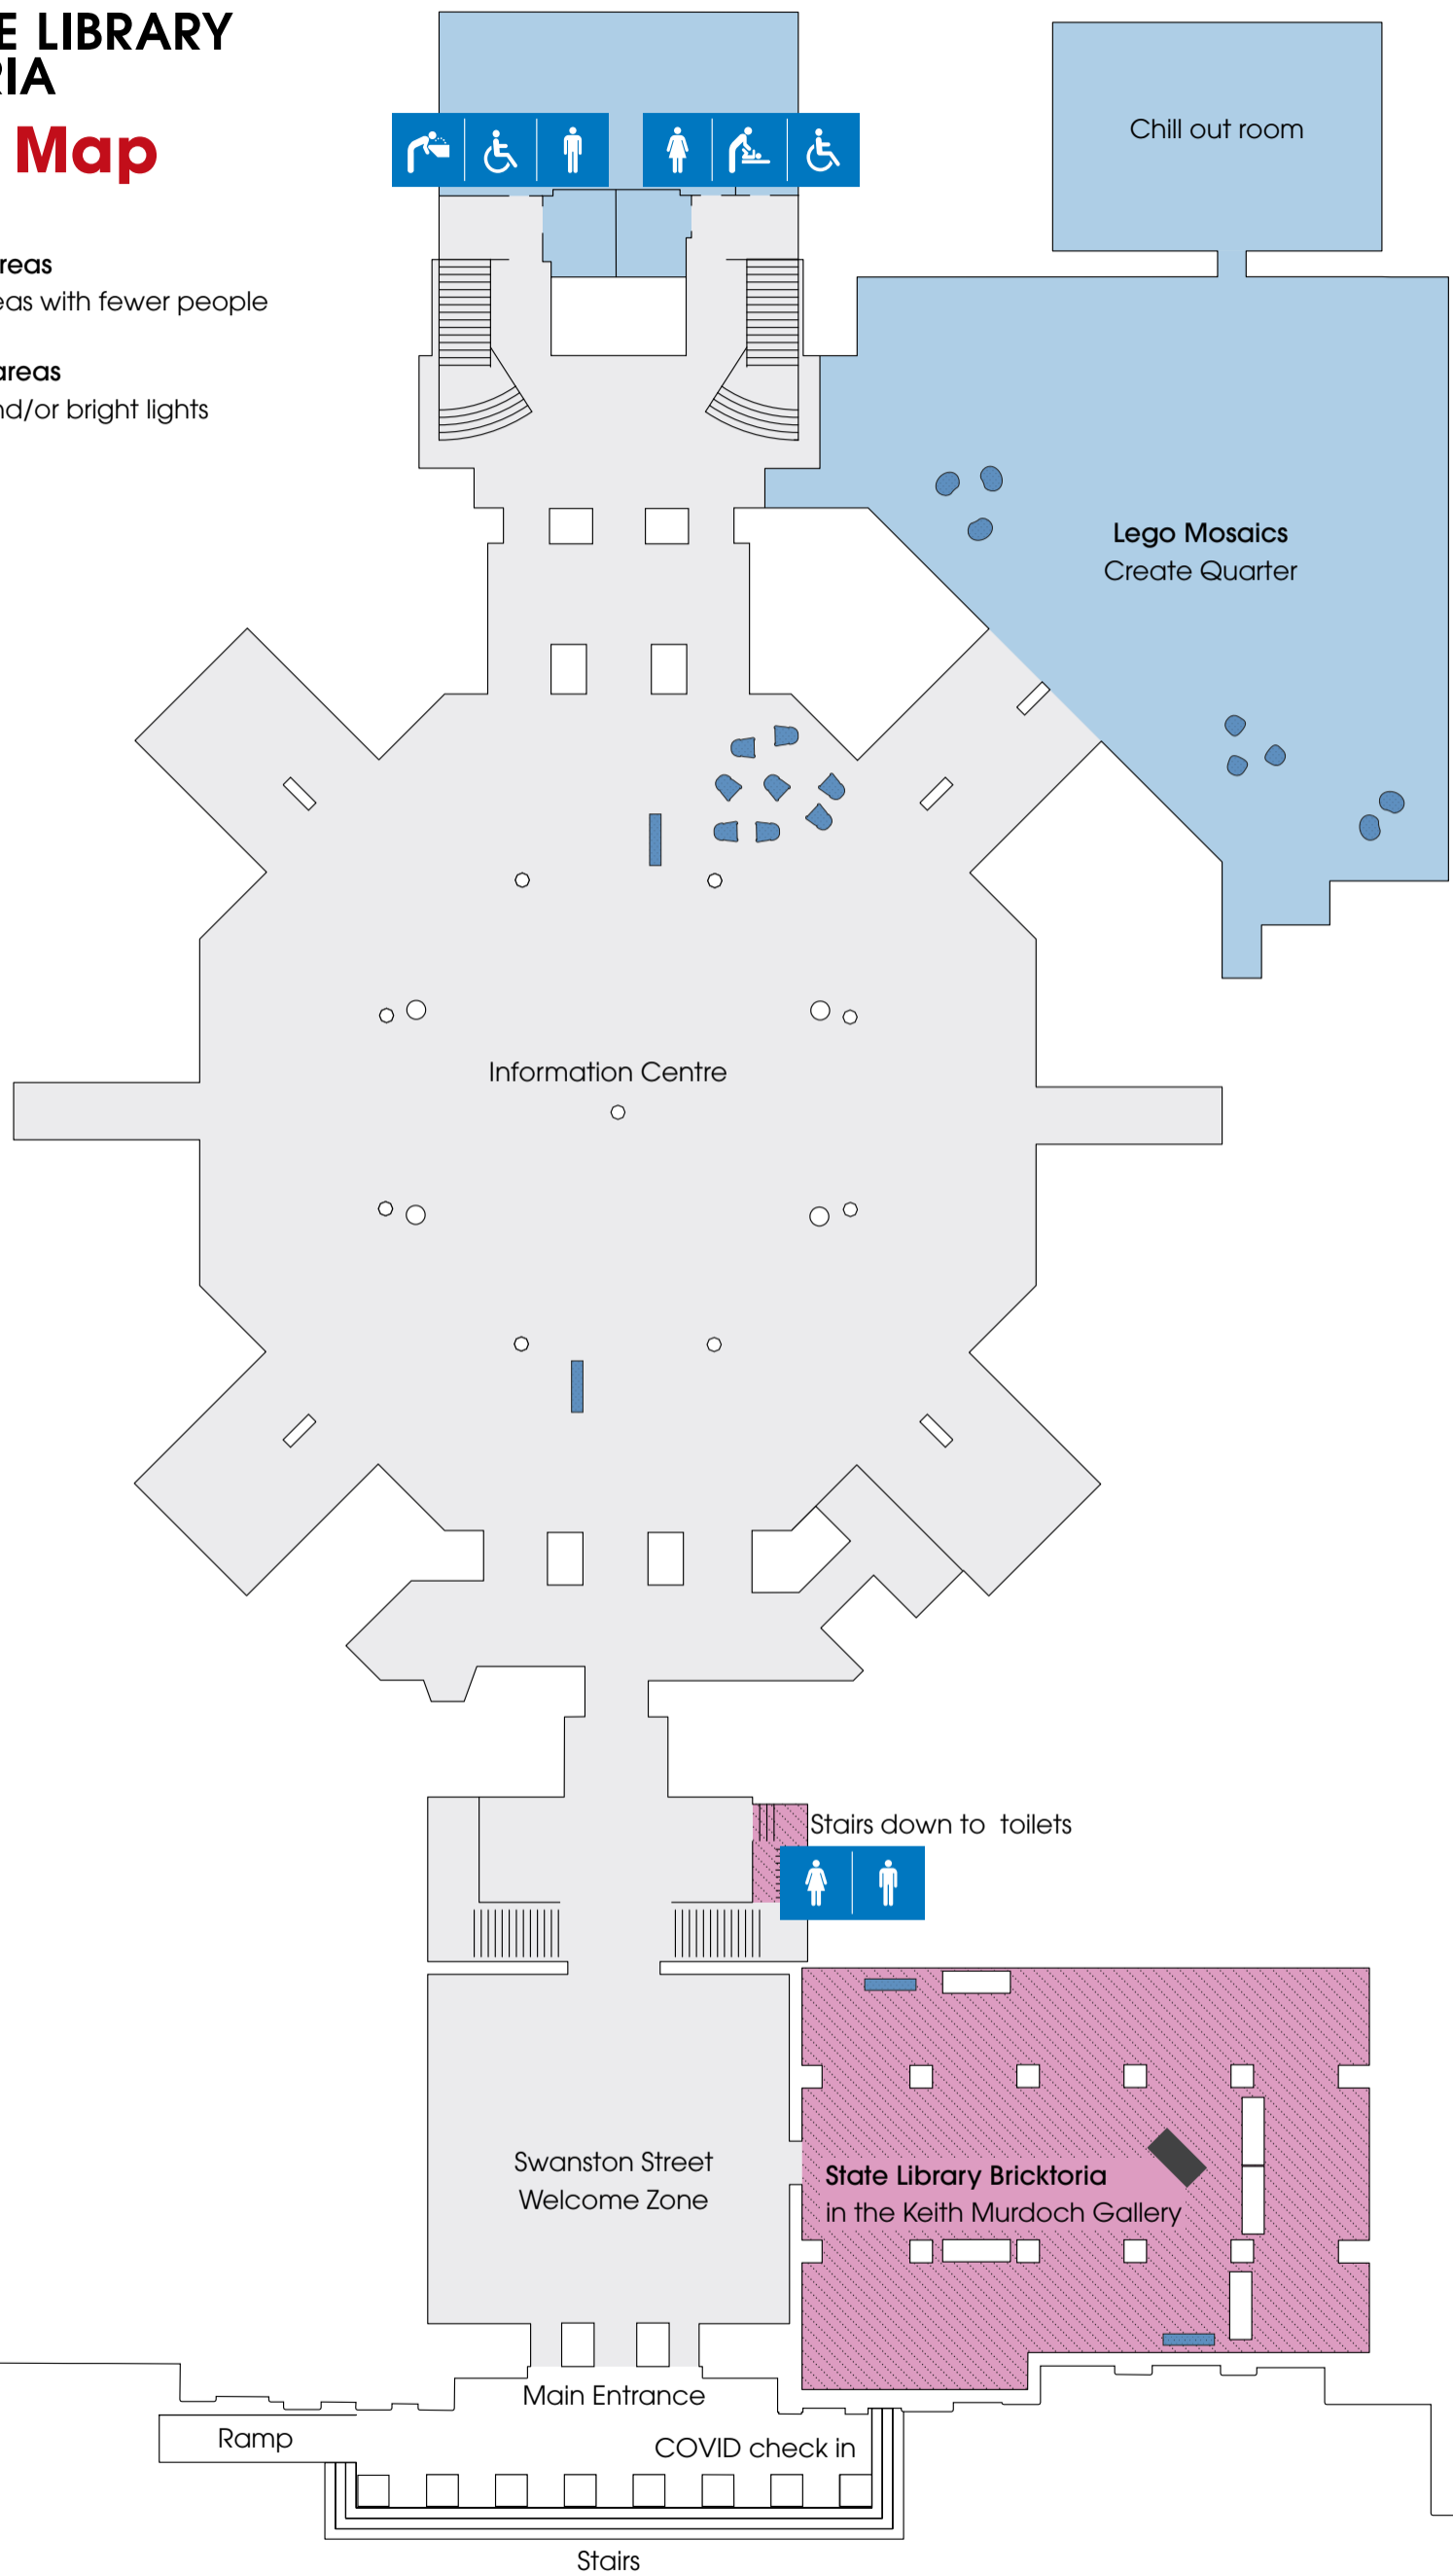 E LIBRARY
RIA
Map
reas
eas with fewer people
areas
nd/or bright lights
Chill out room
Lego Mosaics
Create Quarter
Information Centre
Stairs down to toilets
Swanston Street
Welcome Zone
State Library Bricktoria
in the Keith Murdoch Gallery
Main Entrance
Ramp
COVID check in
Stairs